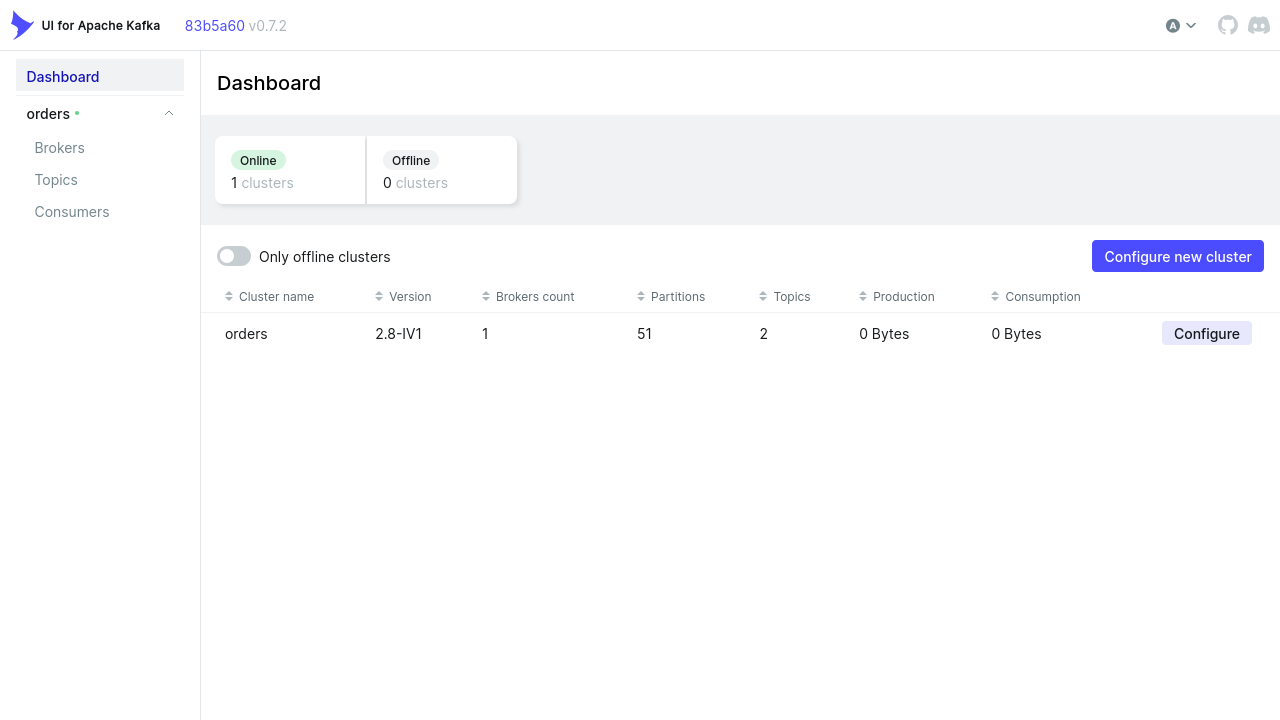 UI for Apache Kafka 83b5a60 v0.7.2 A
Dashboard
orders
Brokers
Topics
Consumers
Dashboard
Online
1 clusters
Offline
0 clusters
Only offline clusters
Configure new cluster
Cluster name Version Brokers count Partitions Topics Production Consumption
orders 2.8-IV1 1 51 2 0 Bytes 0 Bytes Configure